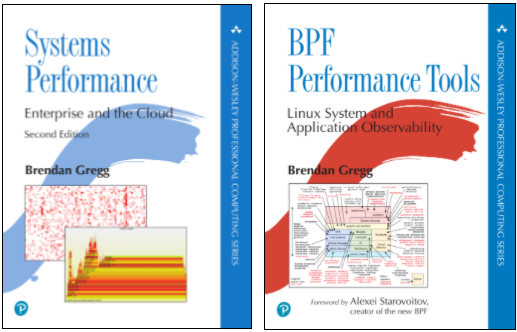 Systems
Performance
Enterprise and the Cloud
Second Edition
Brendan Gregg
ADDISON-WESLEY PROFESSIONAL COMPUTING SERIES
P
BPF
Performance Tools
Linux System and
Application Observability
Brendan Gregg
Foreword by Alexei Starovoitov,
creator of the new BPF
ADDISON-WESLEY PROFESSIONAL COMPUTING SERIES
P